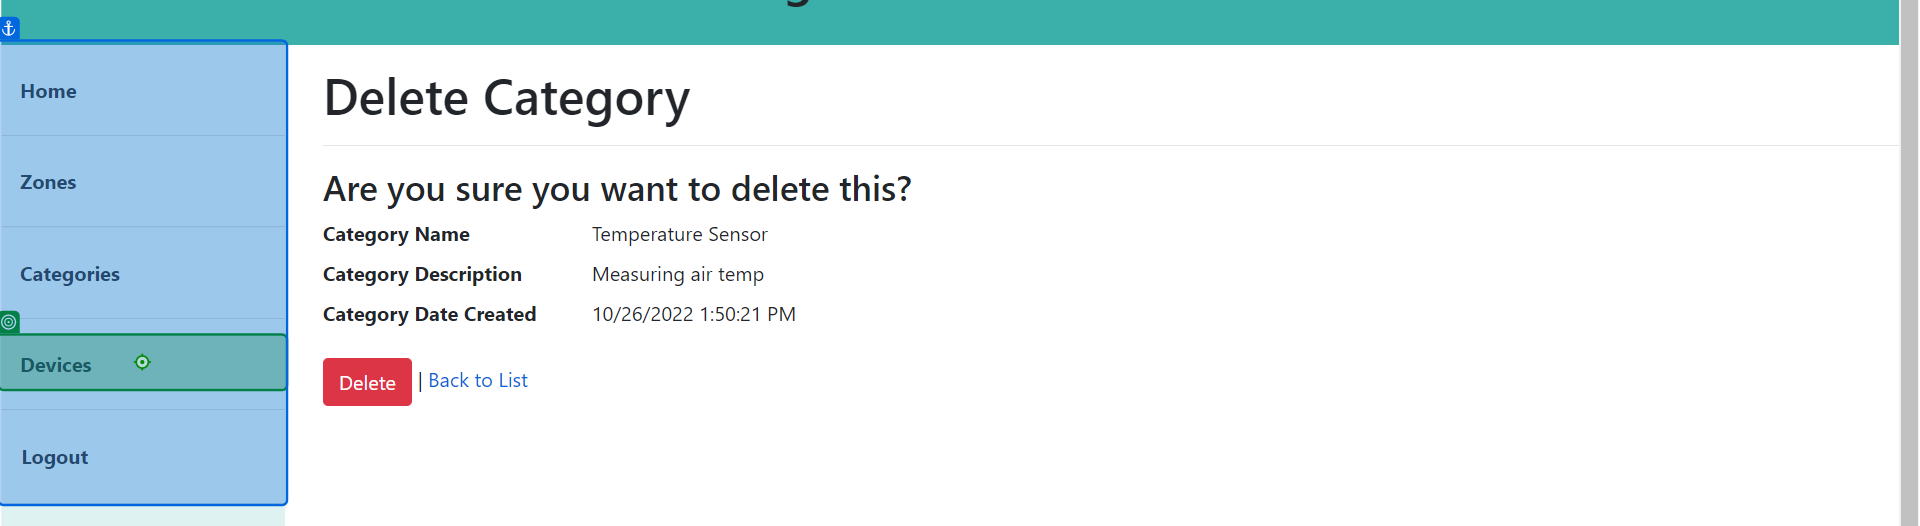 Home
Zones
Categories
Devices
Logout
Delete Category
Are you sure you want to delete this?
Category Name Temperature Sensor
Category Description Measuring air temp
Category Date Created 10/26/2022 1:50:21 PM
Delete | Back to List